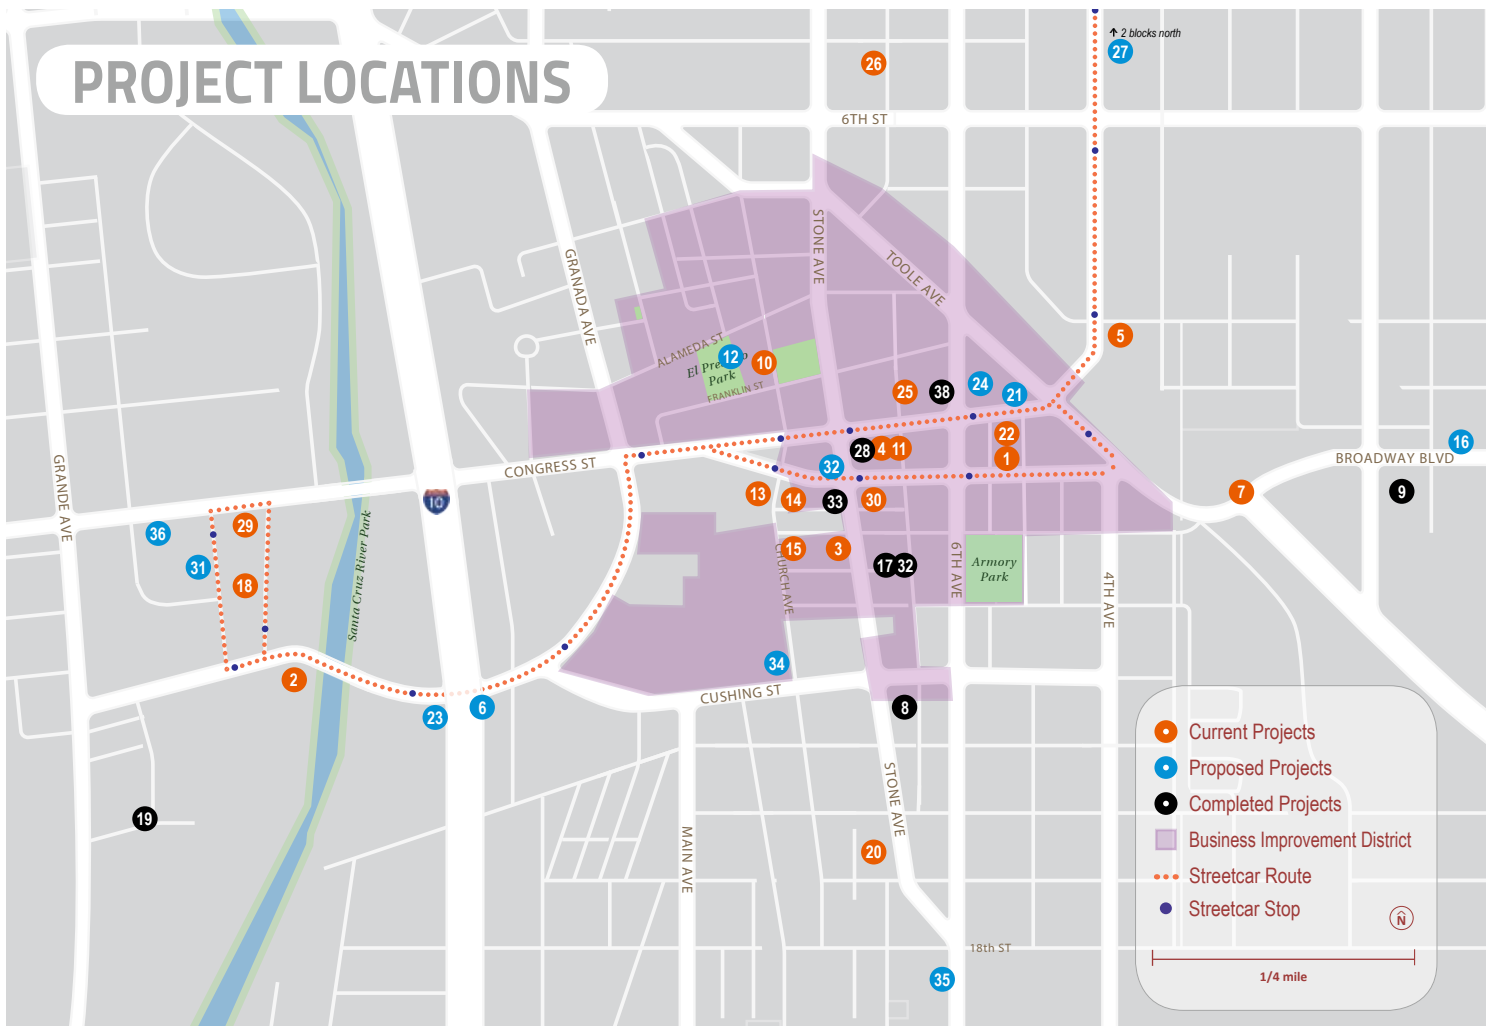 PROJECT LOCATIONS
2 blocks north
27
26
6TH ST
STONE AVE
TOOLE AVE
GRANADA AVE
5
ALAMEDA ST
12
10
El Pre o
Park
FRANKLIN ST
25
38
24
21
22
28
4
11
1
16
BROADWAY BLVD
CONGRESS ST
32
13
14
33
30
7
9
10
GRANDE AVE
29
36
31
18
Santa Cruz River Park
15
3
CHURCH AVE
17
32
6TH AVE
Armory
Park
4TH AVE
34
2
CUSHING ST
23
6
8
19
MAIN AVE
STONE AVE
20
18th ST
35
Current Projects
Proposed Projects
Completed Projects
Business Improvement District
Streetcar Route
Streetcar Stop
N
1/4 mile